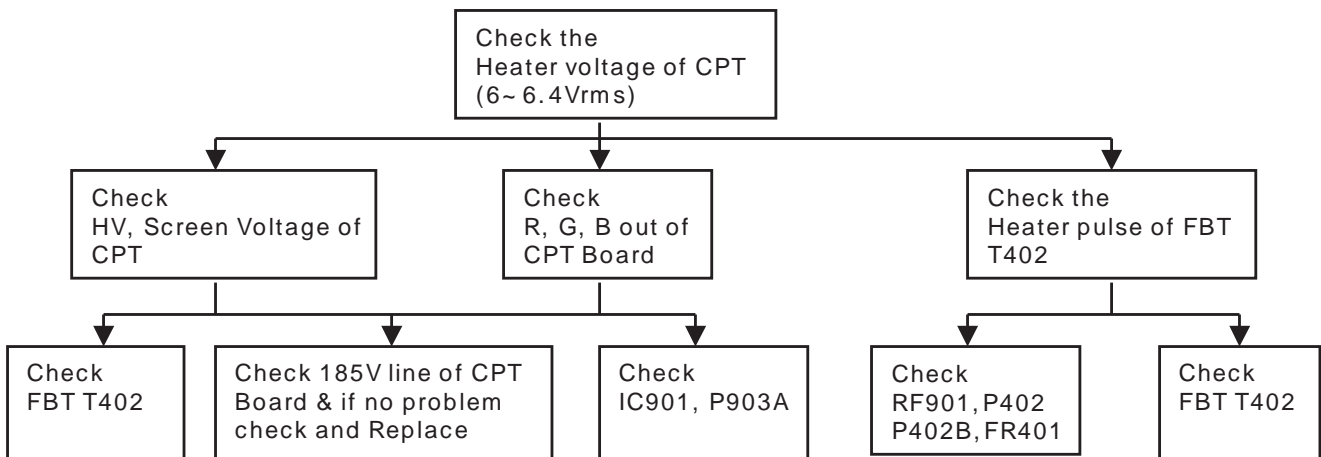 Check the
Heater voltage of CPT
(6~6.4Vrms)
Check
HV, Screen Voltage of
CPT
Check
R, G, B out of
CPT Board
Check the
Heater pulse of FBT
T402
Check
FBT T402
Check 185V line of CPT
Board & if no problem
check and Replace
Check
IC901, P903A
Check
RF901, P402
P402B, FR401
Check
FBT T402